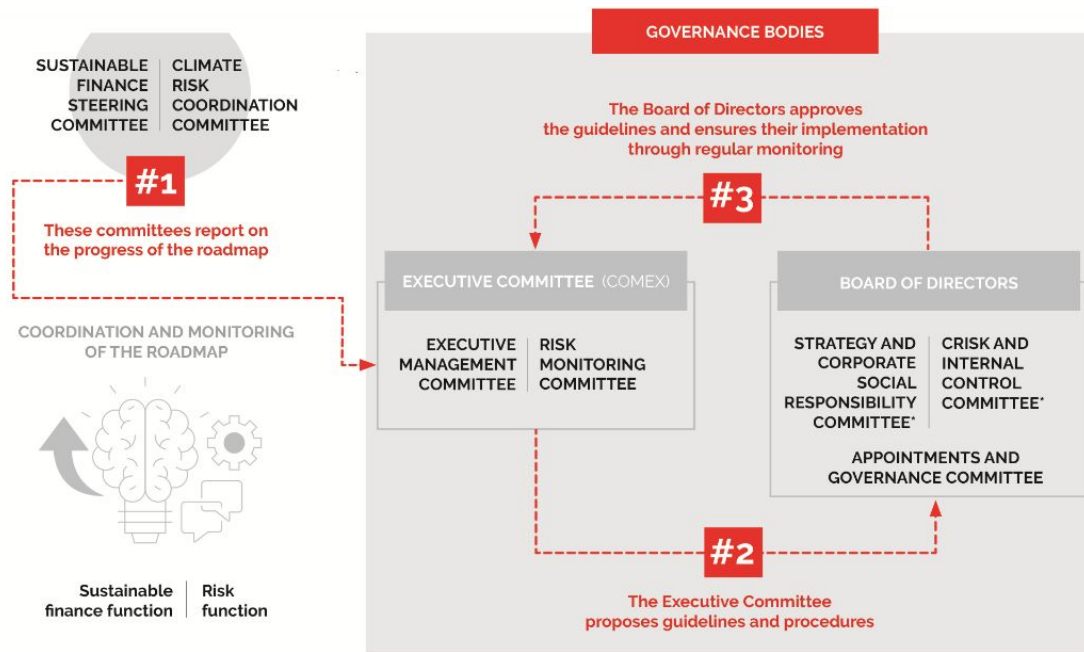 GOVERNANCE BODIES
SUSTAINABLE
FINANCE
STEERING
COMMITTEE
CLIMATE
RISK
COORDINATION
COMMITTEE
#1
These committees report on
the progress of the roadmap
COORDINATION AND MONITORING
OF THE ROADMAP
Sustainable
finance function
Risk
function
The Board of Directors approves
the guidelines and ensures their implementation
through regular monitoring
#3
EXECUTIVE COMMITTEE (COMEX)
EXECUTIVE
MANAGEMENT
COMMITTEE
RISK
MONITORING
COMMITTEE
BOARD OF DIRECTORS
STRATEGY AND
CORPORATE
SOCIAL
RESPONSIBILITY
COMMITTEE*
CRISK AND
INTERNAL
CONTROL
COMMITTEE*
APPOINTMENTS AND
GOVERNANCE COMMITTEE
#2
The Executive Committee
proposes guidelines and procedures